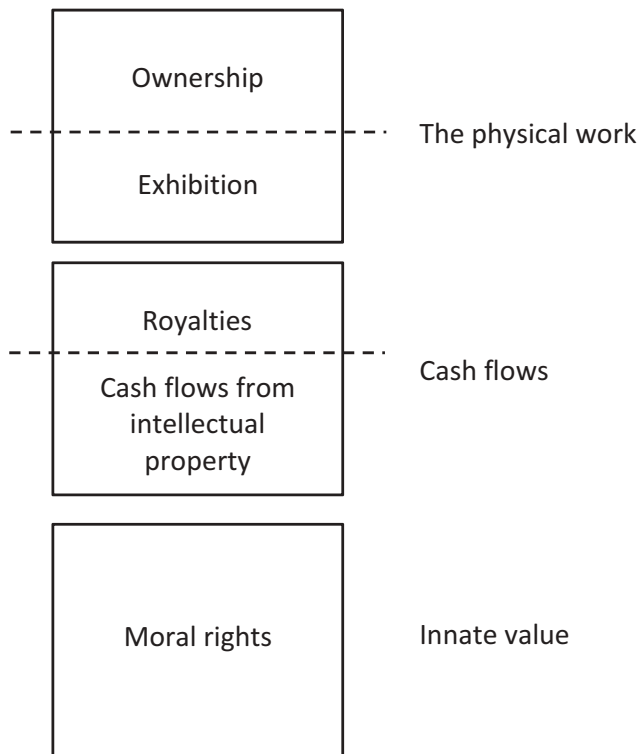 Ownership
The physical work
Exhibition
Royalties
Cash flows
Cash flows from
intellectual
property
Moral rights
Innate value